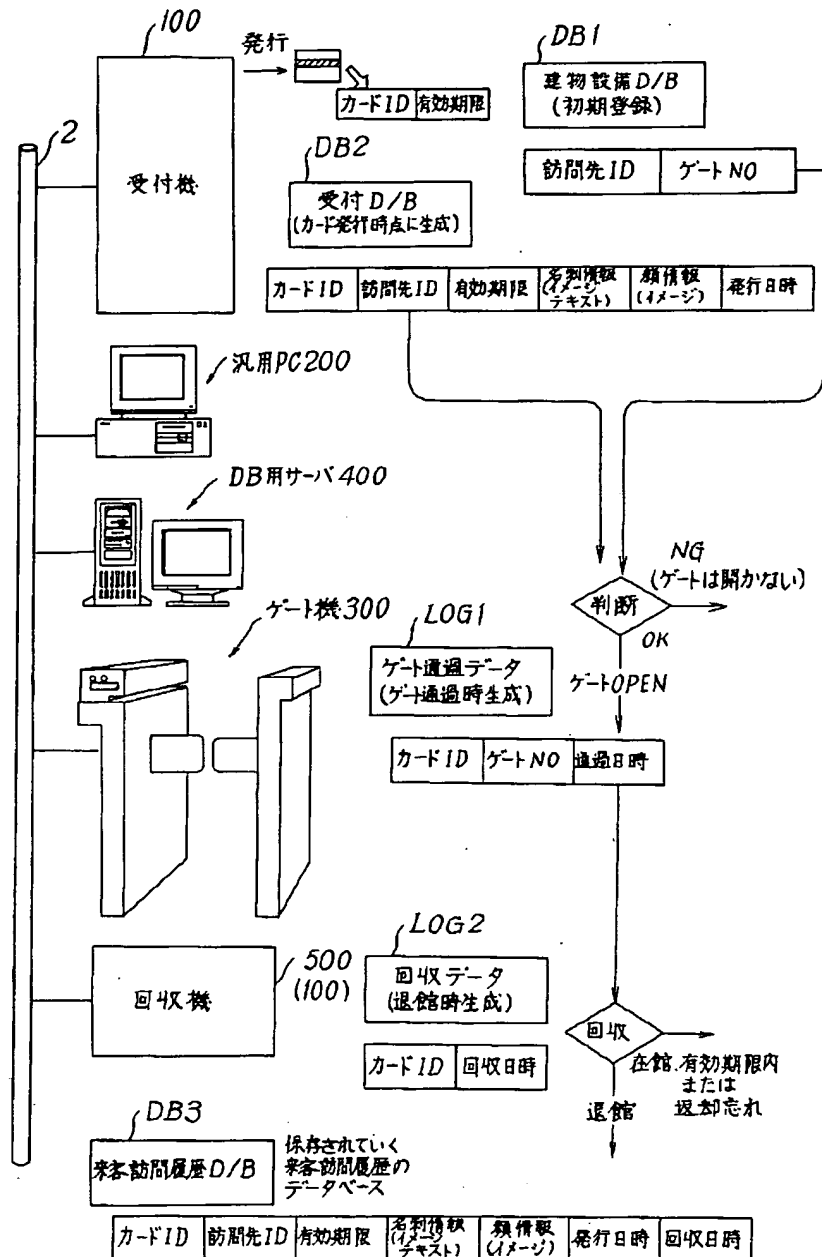 100
発行
カードID 有効期限
DB1
建物設備D/B
(初期登録)
訪問先ID ゲートNO
2
受付機
DB2
受付D/B
(カード発行時点に生成)
カードID 訪問先ID 有効期限 名刺情報 (イメージ テキスト) 顔情報 (イメージ) 発行日時
汎用PC200
DB用サーバ400
NG
(ゲートは開かない)
判断
OK
ゲートOPEN
ゲート機300
LOG1
ゲート通過データ
(ゲート通過時生成)
カードID ゲートNO 通過日時
回収機
500
(100)
LOG2
回収データ
(退館時生成)
カードID 回収日時
回収
在館、有効期限内
または
返却忘れ
退館
DB3
来客訪問履歴D/B
保存されていく
来客訪問履歴の
データベース
カードID 訪問先ID 有効期限 名刺情報 (イメージ テキスト) 顔情報 (イメージ) 発行日時 回収日時